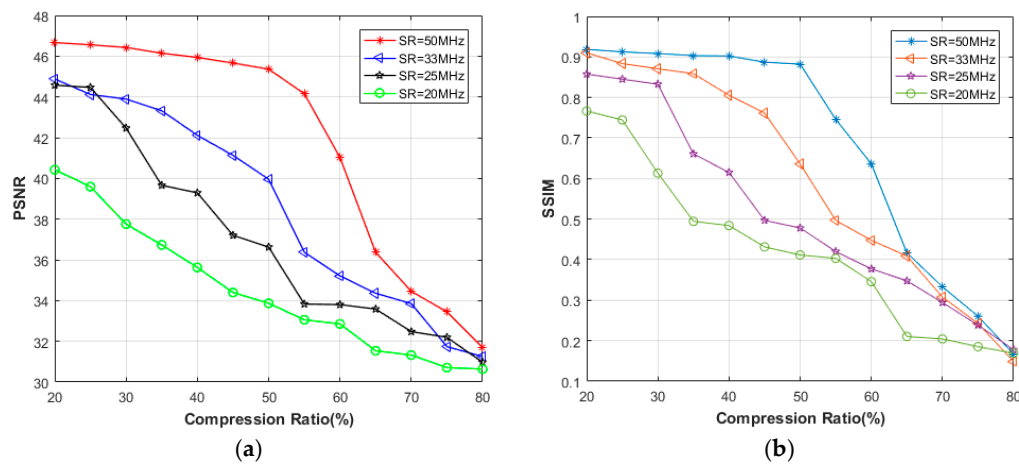 48
46
44
42
40
38
36
34
32
30
PSNR
SR=50MHz
SR=33MHz
SR=25MHz
SR=20MHz
20 30 40 50 60 70 80
Compression Ratio(%)
(a)
1
0.9
0.8
0.7
0.6
0.5
0.4
0.3
0.2
0.1
SSIM
SR=50MHz
SR=33MHz
SR=25MHz
SR=20MHz
20 30 40 50 60 70 80
Compression Ratio(%)
(b)